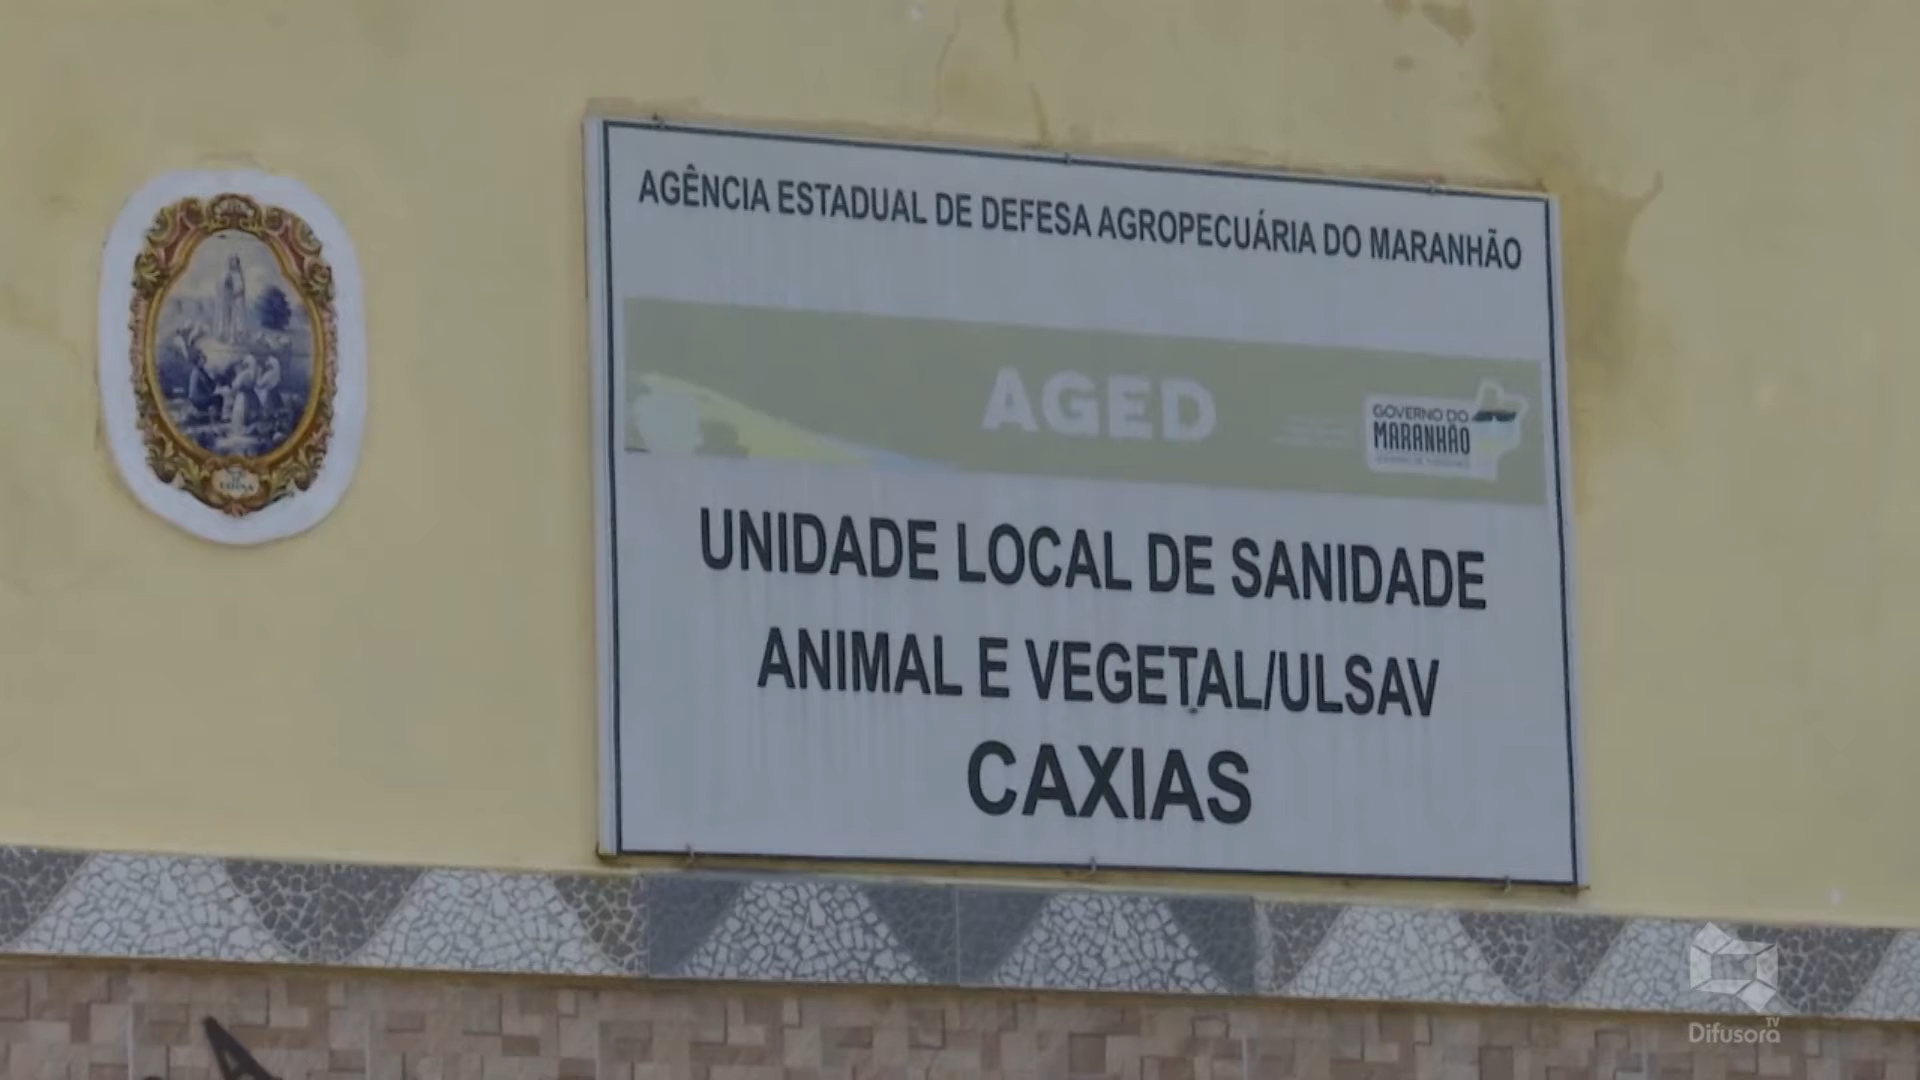 AGÊNCIA ESTADUAL DE DEFESA AGROPECUÁRIA DO MARANHÃO
AGED
GOVERNO DO
MARANHÃO
UNIDADE LOCAL DE SANIDADE
ANIMAL E VEGETAL/ULSAV
CAXIAS
TV
Difusora